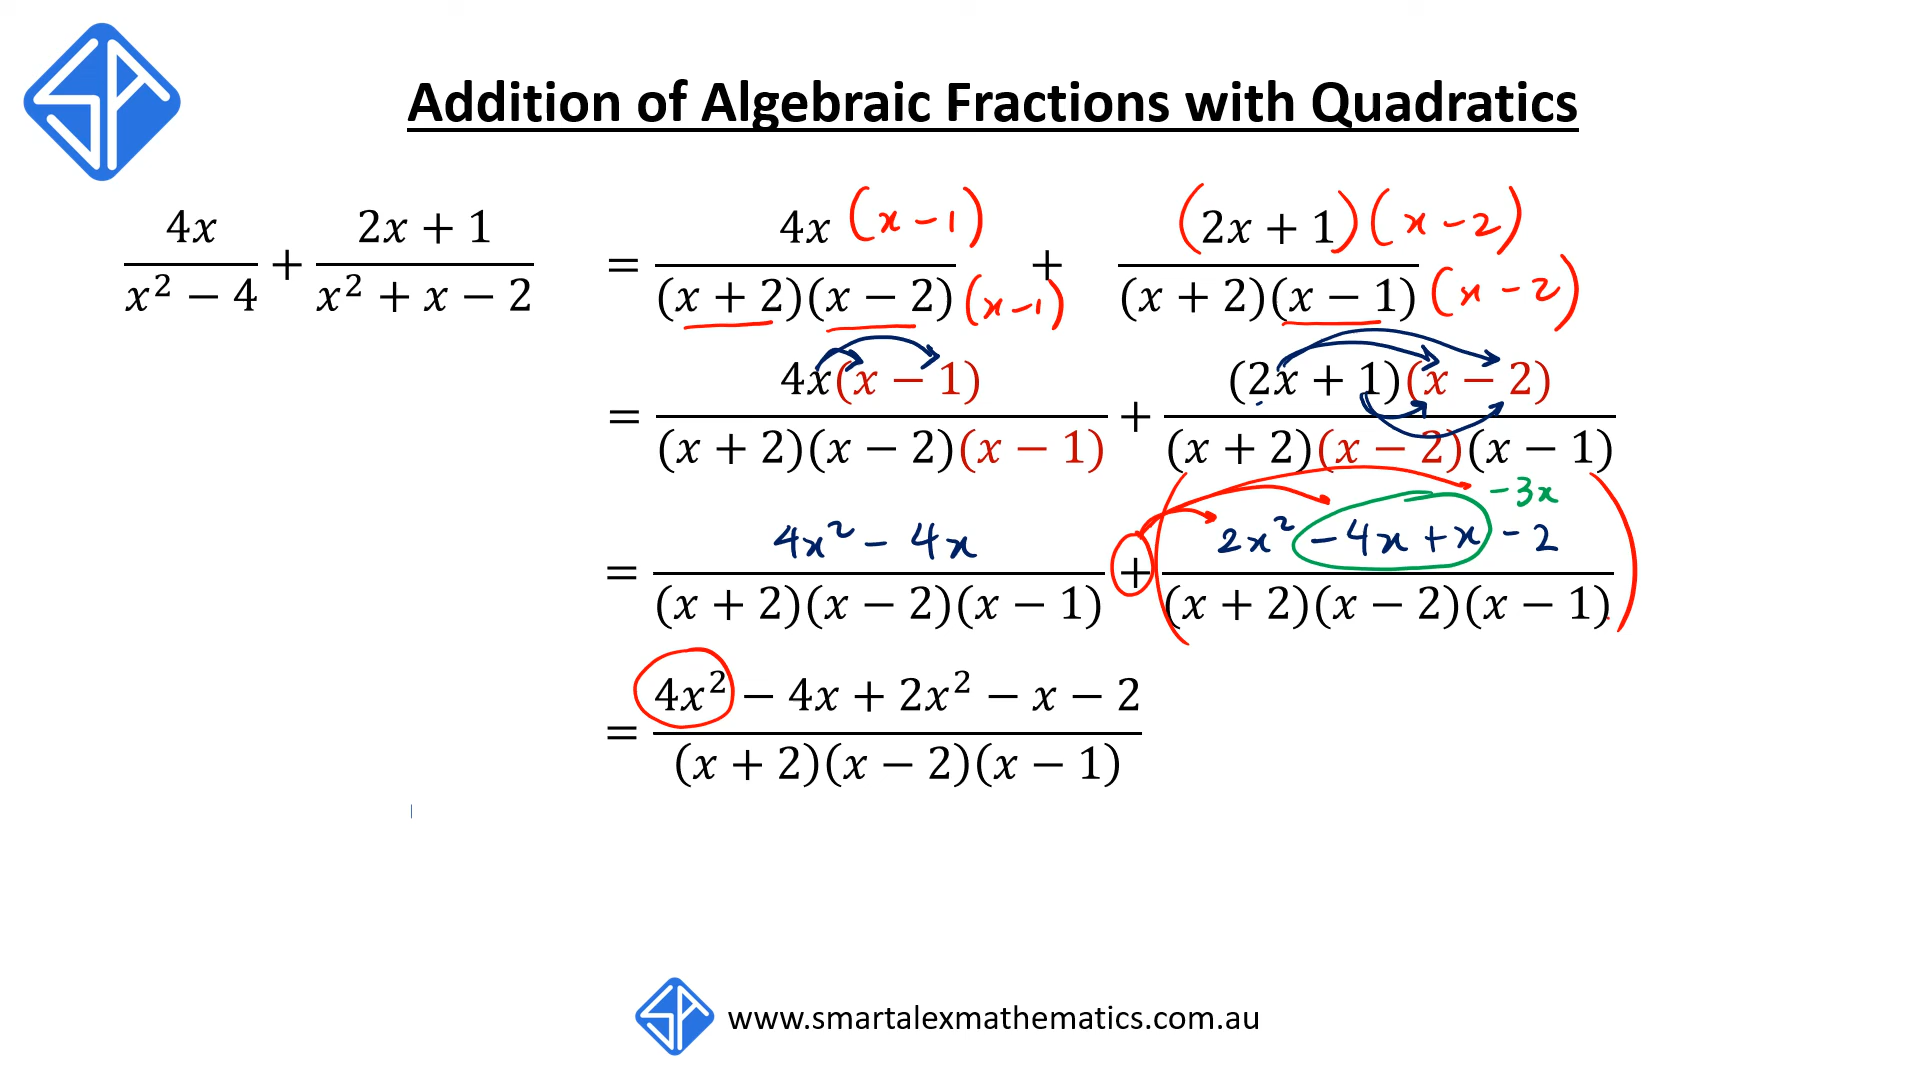 Addition of Algebraic Fractions with Quadratics
4x/(x² − 4) + (2x + 1)/(x² + x − 2) = 4x(x − 1)/((x + 2)(x − 2)(x − 1)) + (2x + 1)(x − 2)/((x + 2)(x − 1)(x − 2))
= 4x(x − 1)/((x + 2)(x − 2)(x − 1)) + (2x + 1)(x − 2)/((x + 2)(x − 2)(x − 1))
−3x
= (4x² − 4x)/((x + 2)(x − 2)(x − 1)) + ((2x² − 4x + x − 2)/((x + 2)(x − 2)(x − 1)))
= (4x² − 4x + 2x² − x − 2)/((x + 2)(x − 2)(x − 1))
www.smartalexmathematics.com.au